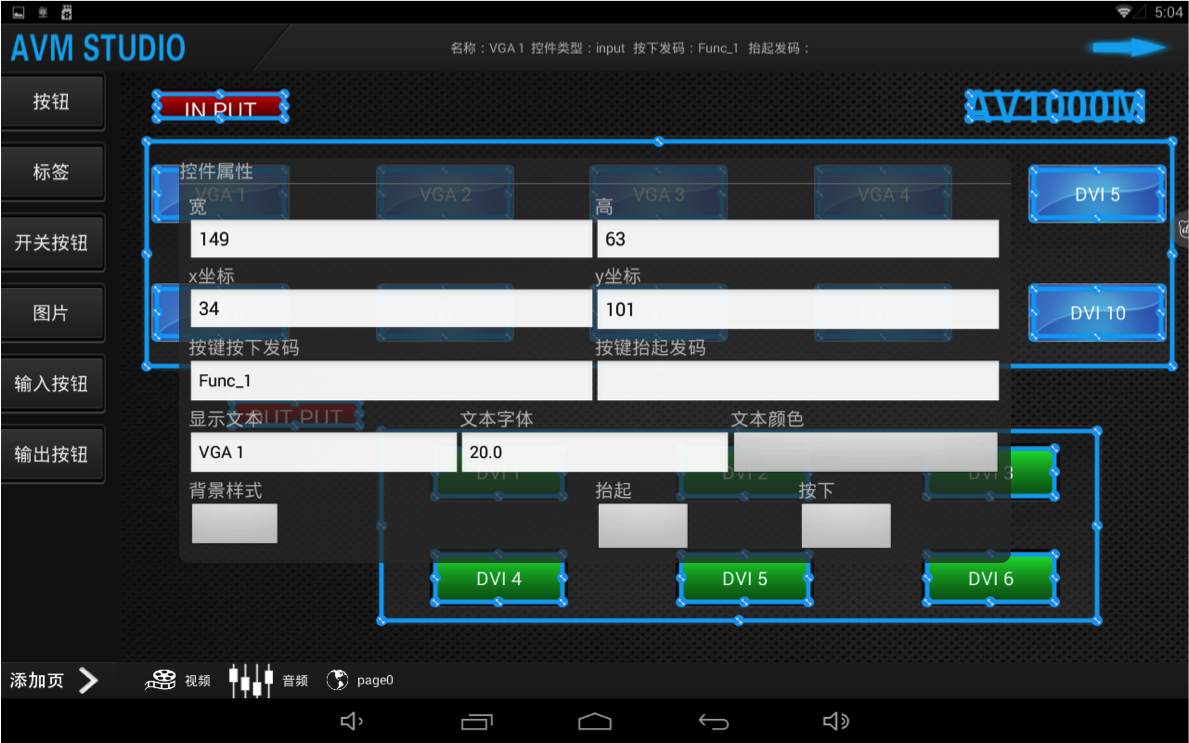 5:04
AVM STUDIO
名称：VGA 1 控件类型：input 按下发码：Func_1 抬起发码：
按钮
标签
开关按钮
图片
输入按钮
输出按钮
IN PUT
AV1000M
控件属性
VGA 1
VGA 2
VGA 3
VGA 4
DVI 5
宽
高
149
63
x坐标
y坐标
34
101
DVI 10
按键按下发码
按键抬起发码
Func_1
OUT PUT
显示文本
文本字体
文本颜色
VGA 1
20.0
DVI 1
DVI 2
DVI 3
背景样式
抬起
按下
DVI 4
DVI 5
DVI 6
添加页
视频
音频
page0